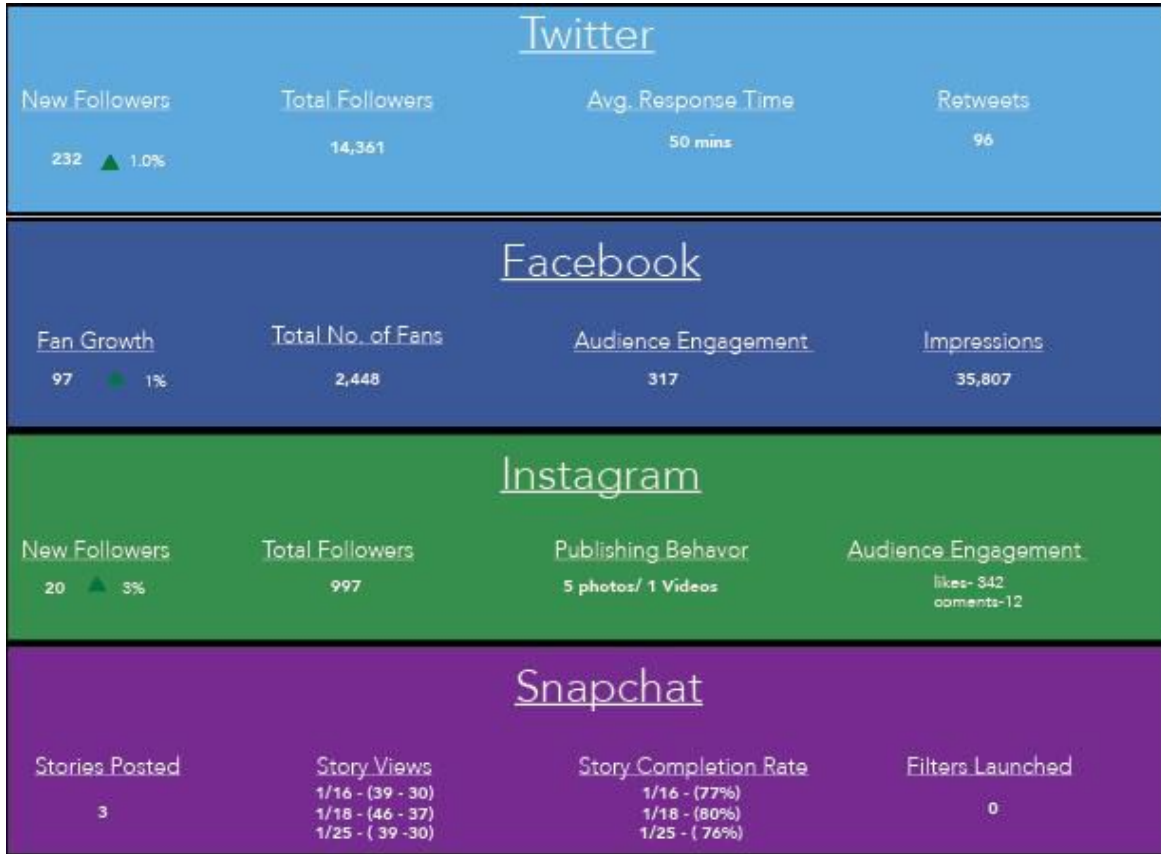 Twitter
New Followers Total Followers Avg. Response Time Retweets
232 1.0% 14,361 50 mins 96
Facebook
Fan Growth Total No. of Fans Audience Engagement Impressions
97 1% 2,448 317 35,807
Instagram
New Followers Total Followers Publishing Behavor Audience Engagement
20 3% 997 5 photos/ 1 Videos likes- 342
coments-12
Snapchat
Stories Posted Story Views Story Completion Rate Filters Launched
1/16 - (39 - 30) 1/16 - (77%)
3 1/18 - (46 - 37) 1/18 - (80%) 0
1/25 - ( 39 -30) 1/25 - ( 76%)